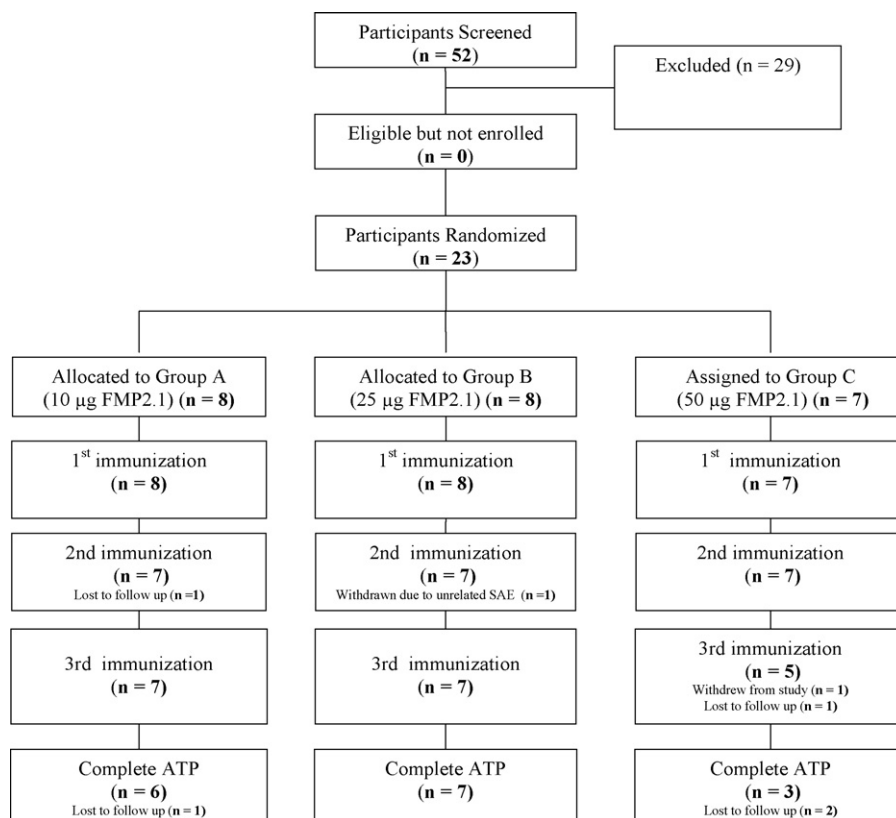 Participants Screened
(n = 52)
Excluded (n = 29)
Eligible but not enrolled
(n = 0)
Participants Randomized
(n = 23)
Allocated to Group A
(10 µg FMP2.1) (n = 8)
1st immunization
(n = 8)
2nd immunization
(n = 7)
Lost to follow up (n =1)
3rd immunization
(n = 7)
Complete ATP
(n = 6)
Lost to follow up (n = 1)
Allocated to Group B
(25 µg FMP2.1) (n = 8)
1st immunization
(n = 8)
2nd immunization
(n = 7)
Withdrawn due to unrelated SAE (n =1)
3rd immunization
(n = 7)
Complete ATP
(n = 7)
Assigned to Group C
(50 µg FMP2.1) (n = 7)
1st immunization
(n = 7)
2nd immunization
(n = 7)
3rd immunization
(n = 5)
Withdrew from study (n = 1)
Lost to follow up (n = 1)
Complete ATP
(n = 3)
Lost to follow up (n = 2)